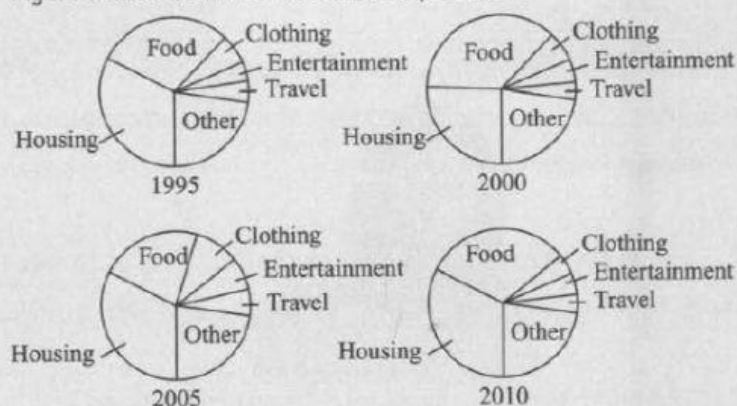 Food
Clothing
Entertainment
Travel
Other
Housing
1995
Food
Clothing
Entertainment
Travel
Other
Housing
2000
Food
Clothing
Entertainment
Travel
Other
Housing
2005
Food
Clothing
Entertainment
Travel
Other
Housing
2010